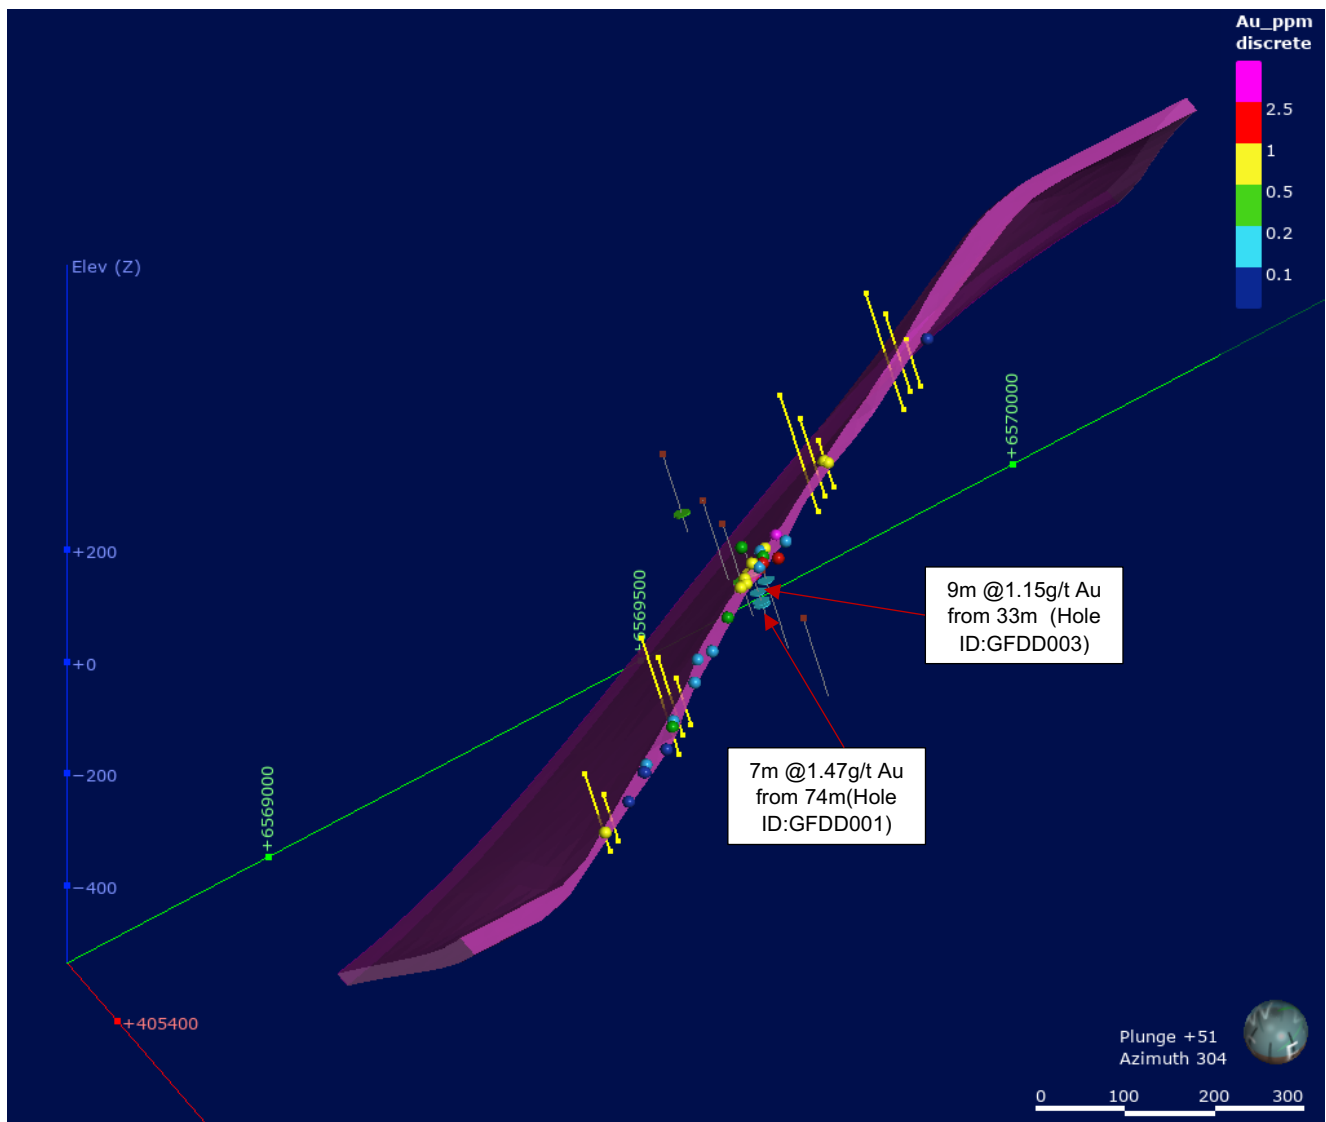 Au_ppm
discrete
2.5
1
0.5
0.2
0.1
Elev (Z)
+200
+0
−200
−400
+6569000
+6569500
+6570000
+405400
9m @1.15g/t Au
from 33m (Hole
ID:GFDD003)
7m @1.47g/t Au
from 74m(Hole
ID:GFDD001)
Plunge +51
Azimuth 304
0 100 200 300